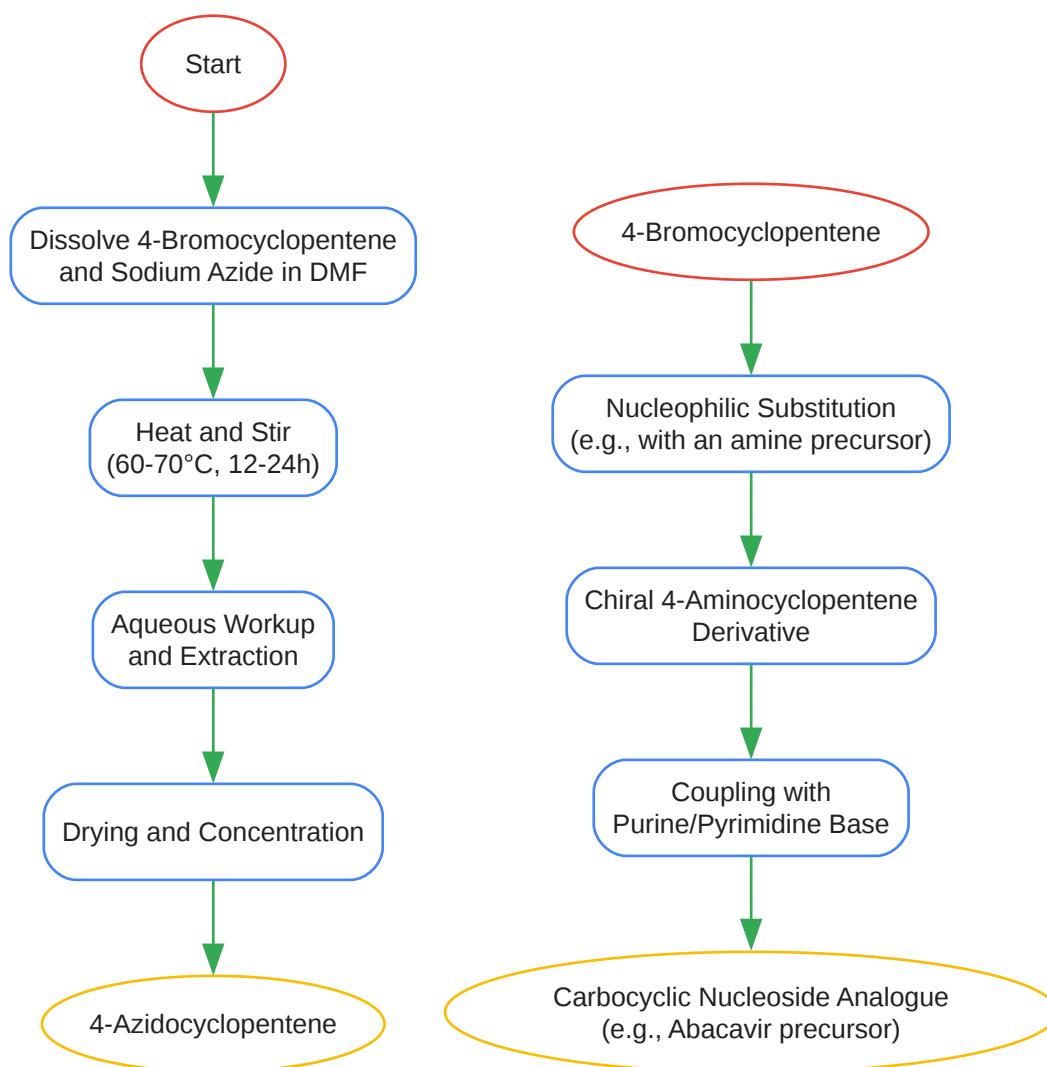 Start
Dissolve 4-Bromocyclopentene
and Sodium Azide in DMF
Heat and Stir
(60-70°C, 12-24h)
Aqueous Workup
and Extraction
Drying and Concentration
4-Azidocyclopentene
4-Bromocyclopentene
Nucleophilic Substitution
(e.g., with an amine precursor)
Chiral 4-Aminocyclopentene
Derivative
Coupling with
Purine/Pyrimidine Base
Carbocyclic Nucleoside Analogue
(e.g., Abacavir precursor)